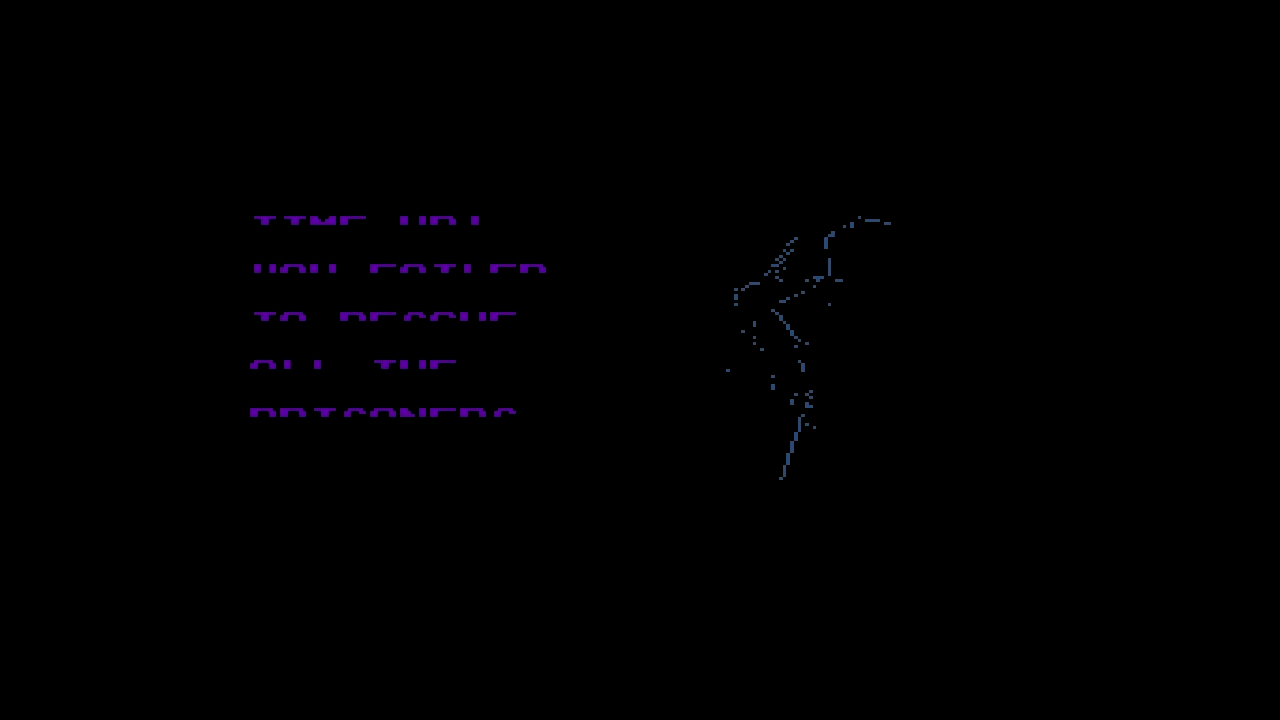 TIME UP!
YOU FAILED
TO RESCUE
ALL THE
PRISONERS